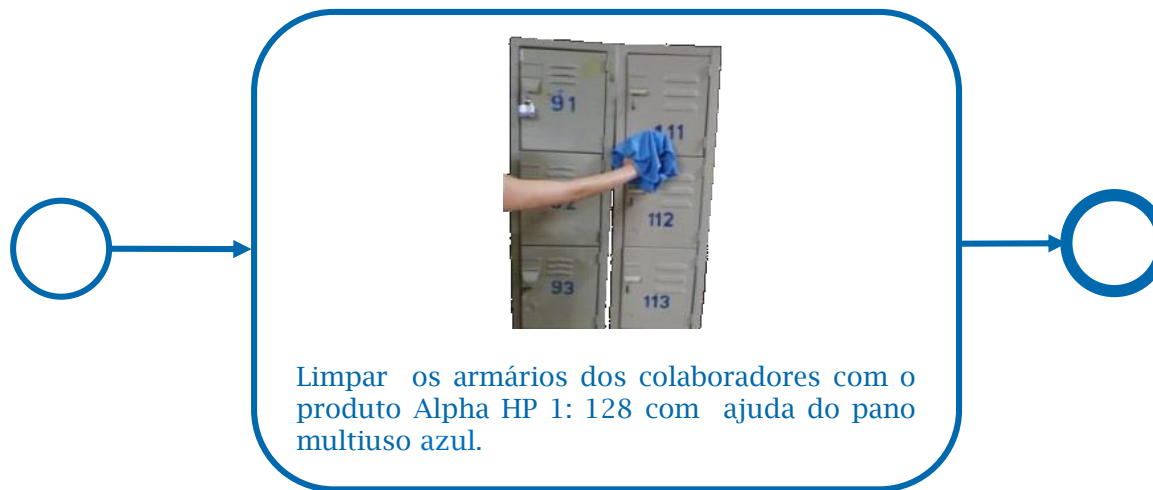 91
111
92
112
93
113
Limpar os armários dos colaboradores com o
produto Alpha HP 1: 128 com ajuda do pano
multiuso azul.